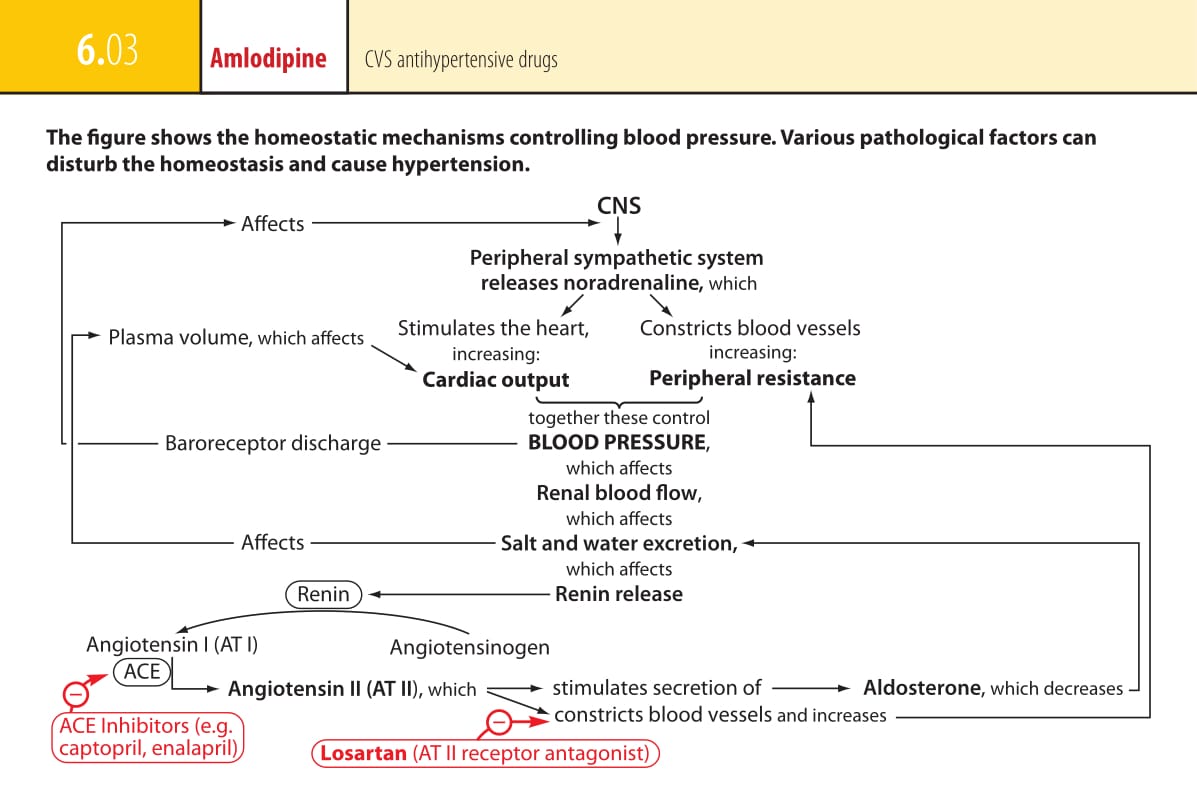 6.03
Amlodipine
CVS antihypertensive drugs
The figure shows the homeostatic mechanisms controlling blood pressure. Various pathological factors can
disturb the homeostasis and cause hypertension.
CNS
Affects
Peripheral sympathetic system
releases noradrenaline, which
Stimulates the heart,
increasing:
Cardiac output
Constricts blood vessels
increasing:
Peripheral resistance
Plasma volume, which affects
together these control
Baroreceptor discharge
BLOOD PRESSURE,
which affects
Renal blood flow,
which affects
Affects
Salt and water excretion,
which affects
Renin
Renin release
Angiotensin I (AT I)
Angiotensinogen
ACE
Angiotensin II (AT II), which
stimulates secretion of
Aldosterone, which decreases
constricts blood vessels and increases
ACE Inhibitors (e.g.
captopril, enalapril)
Losartan (AT II receptor antagonist)